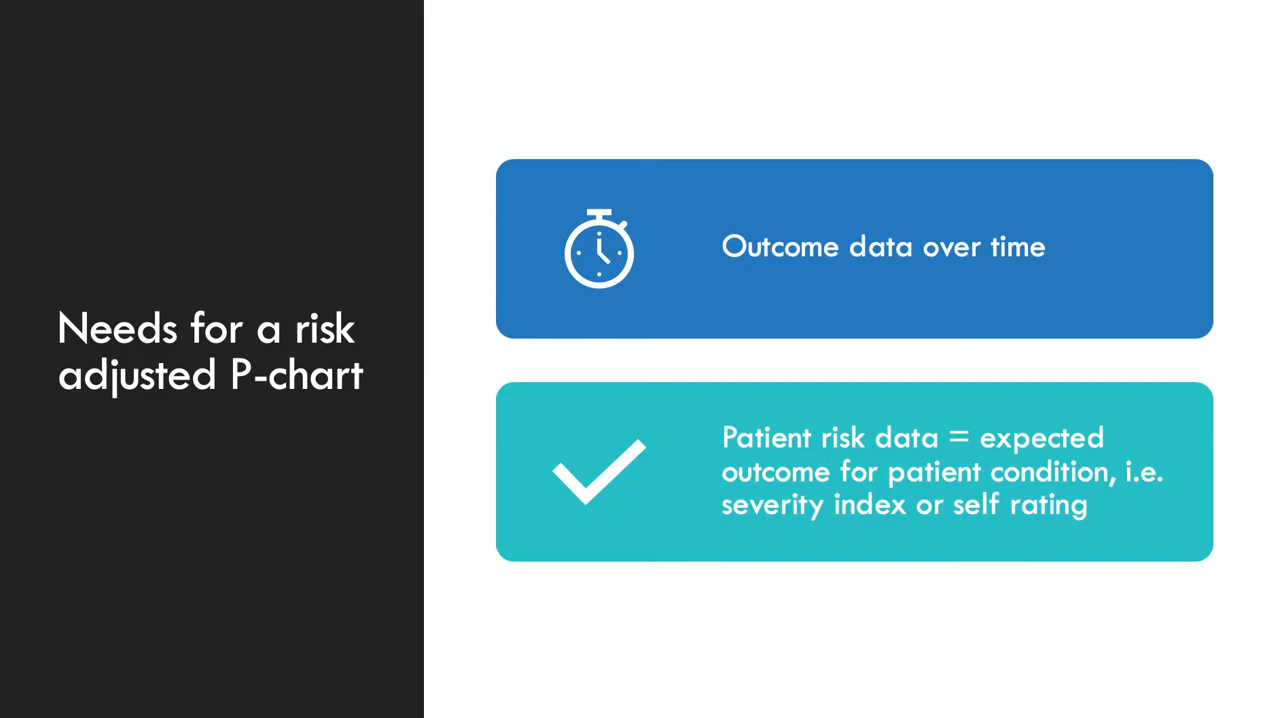 Needs for a risk
adjusted P-chart
Outcome data over time
Patient risk data = expected
outcome for patient condition, i.e.
severity index or self rating